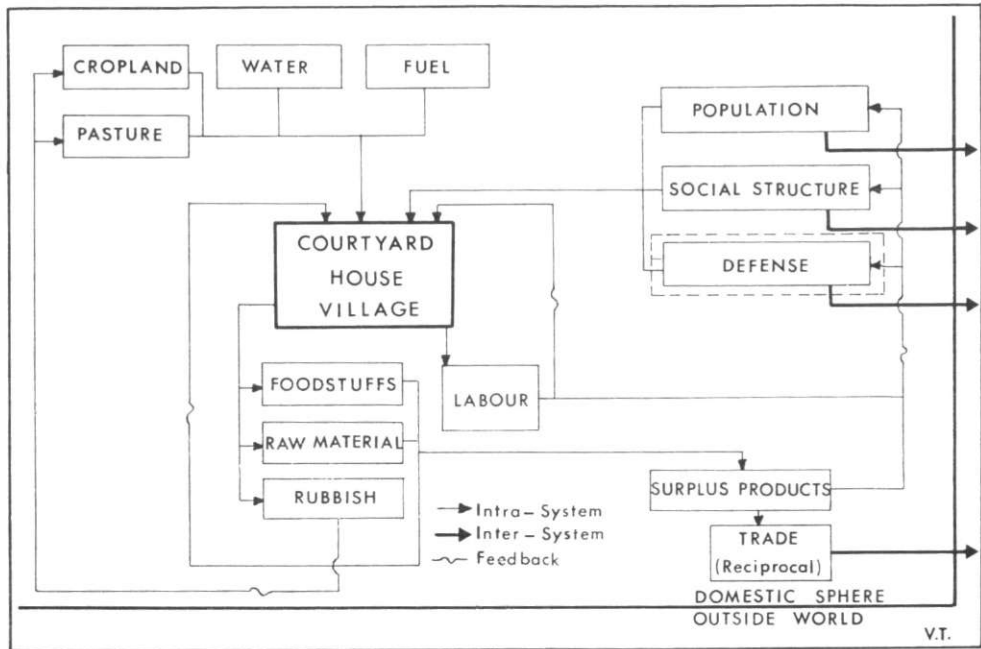 CROPLAND
WATER
FUEL
PASTURE
POPULATION
SOCIAL STRUCTURE
DEFENSE
COURTYARD
HOUSE
VILLAGE
FOODSTUFFS
LABOUR
RAW MATERIAL
RUBBISH
SURPLUS PRODUCTS
Intra-System
Inter-System
Feedback
TRADE
(Reciprocal)
DOMESTIC SPHERE
OUTSIDE WORLD
V.T.